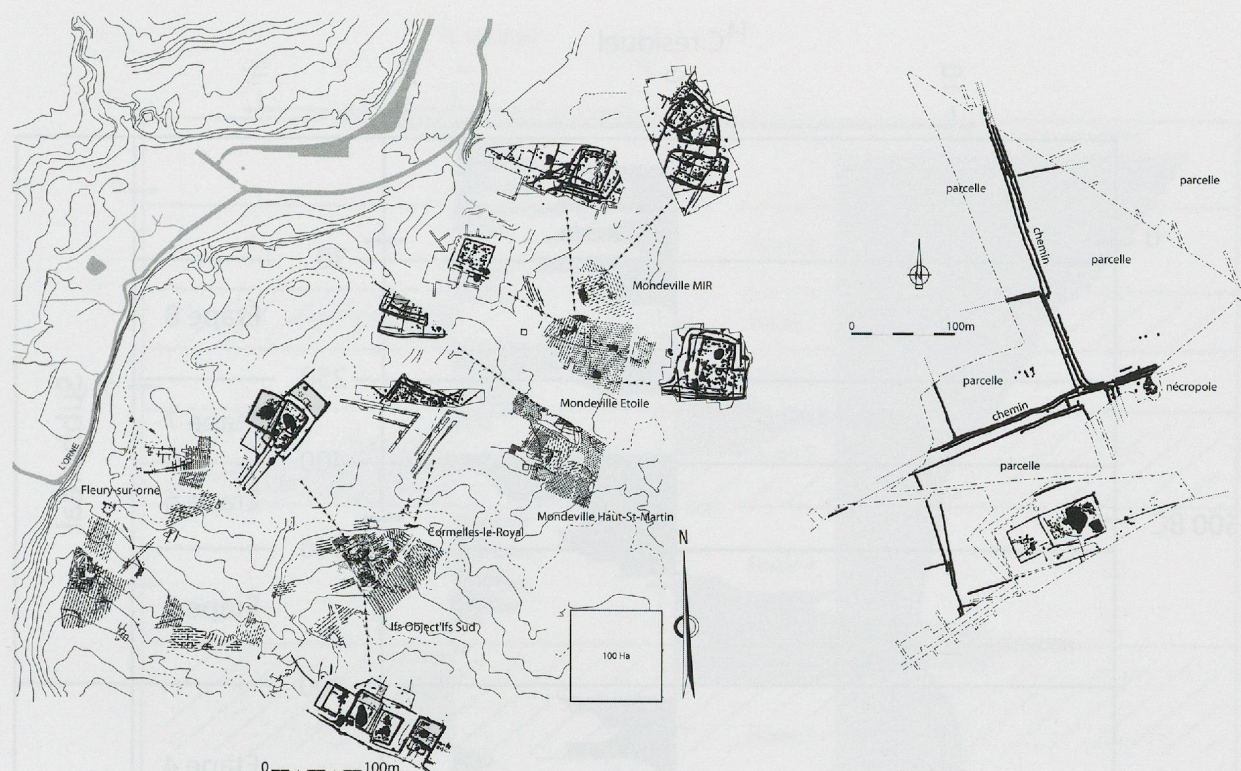 Mondeville MIR
Mondeville Etoile
Mondeville Haut-St-Martin
L'ORNE
Fleury-sur-orne
Cormelles-le-Royal
Ifs Object'Ifs Sud
100 Ha
N
0 100m
parcelle
parcelle
chemin
parcelle
N
0 100m
parcelle
nécropole
chemin
parcelle